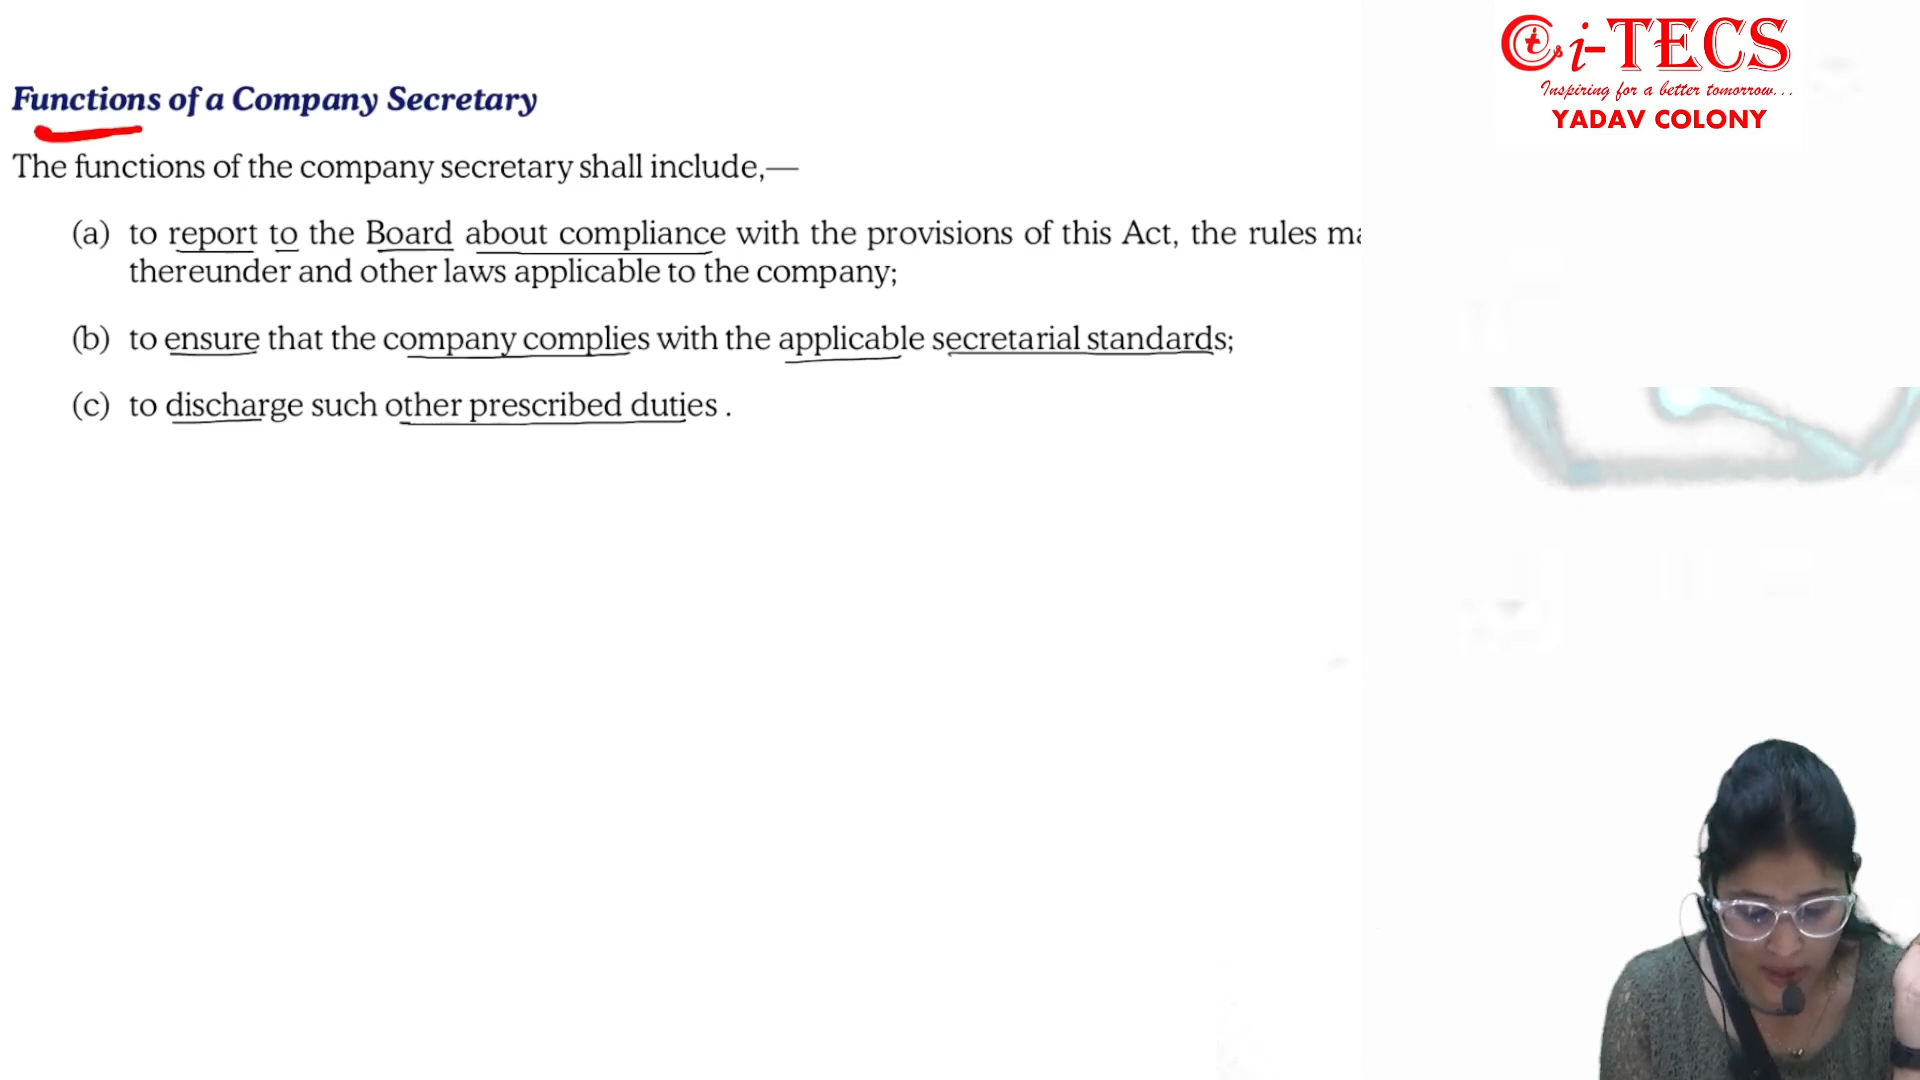 i-TECS
Inspiring for a better tomorrow...
YADAV COLONY
Functions of a Company Secretary
The functions of the company secretary shall include,—
(a) to report to the Board about compliance with the provisions of this Act, the rules
thereunder and other laws applicable to the company;
(b) to ensure that the company complies with the applicable secretarial standards;
(c) to discharge such other prescribed duties .